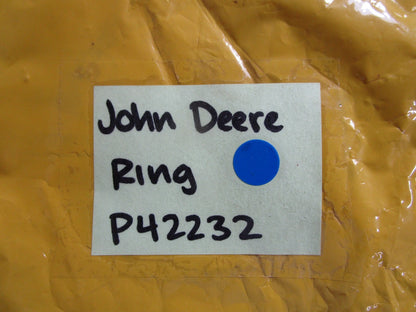 John Deere
Ring
P42232